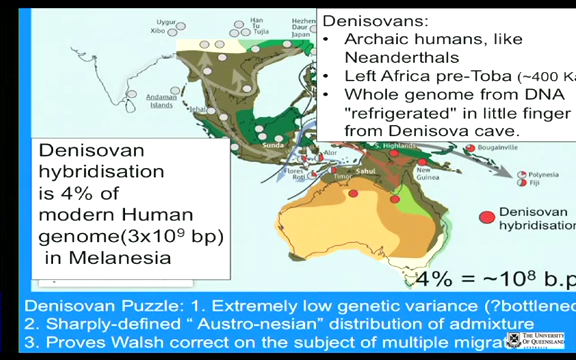 Denisovans:
• Archaic humans, like
Neanderthals
• Left Africa pre-Toba (~400 Ka
• Whole genome from DNA
"refrigerated" in little finger
from Denisova cave.
Uygur
Xibo
Han
Tu
Tujia
Hezhen
Daur
Japan
Andaman
Islands
Jehai
Sunda
Alor
Flores
Roti
Timor
Sahul
S. Highlands
New
Guinea
Bougainville
Polynesia
Fiji
Denisovan
hybridisation
is 4% of
modern Human
genome(3x10⁹ bp)
in Melanesia
Denisovan
hybridisation
4% = ~10⁸ b.p
Denisovan Puzzle: 1. Extremely low genetic variance (?bottlenec
2. Sharply-defined “Austro-nesian” distribution of admixture
3. Proves Walsh correct on the subject of multiple migrat
THE UNIVERSITY
OF QUEENSLAND
AUSTRALIA